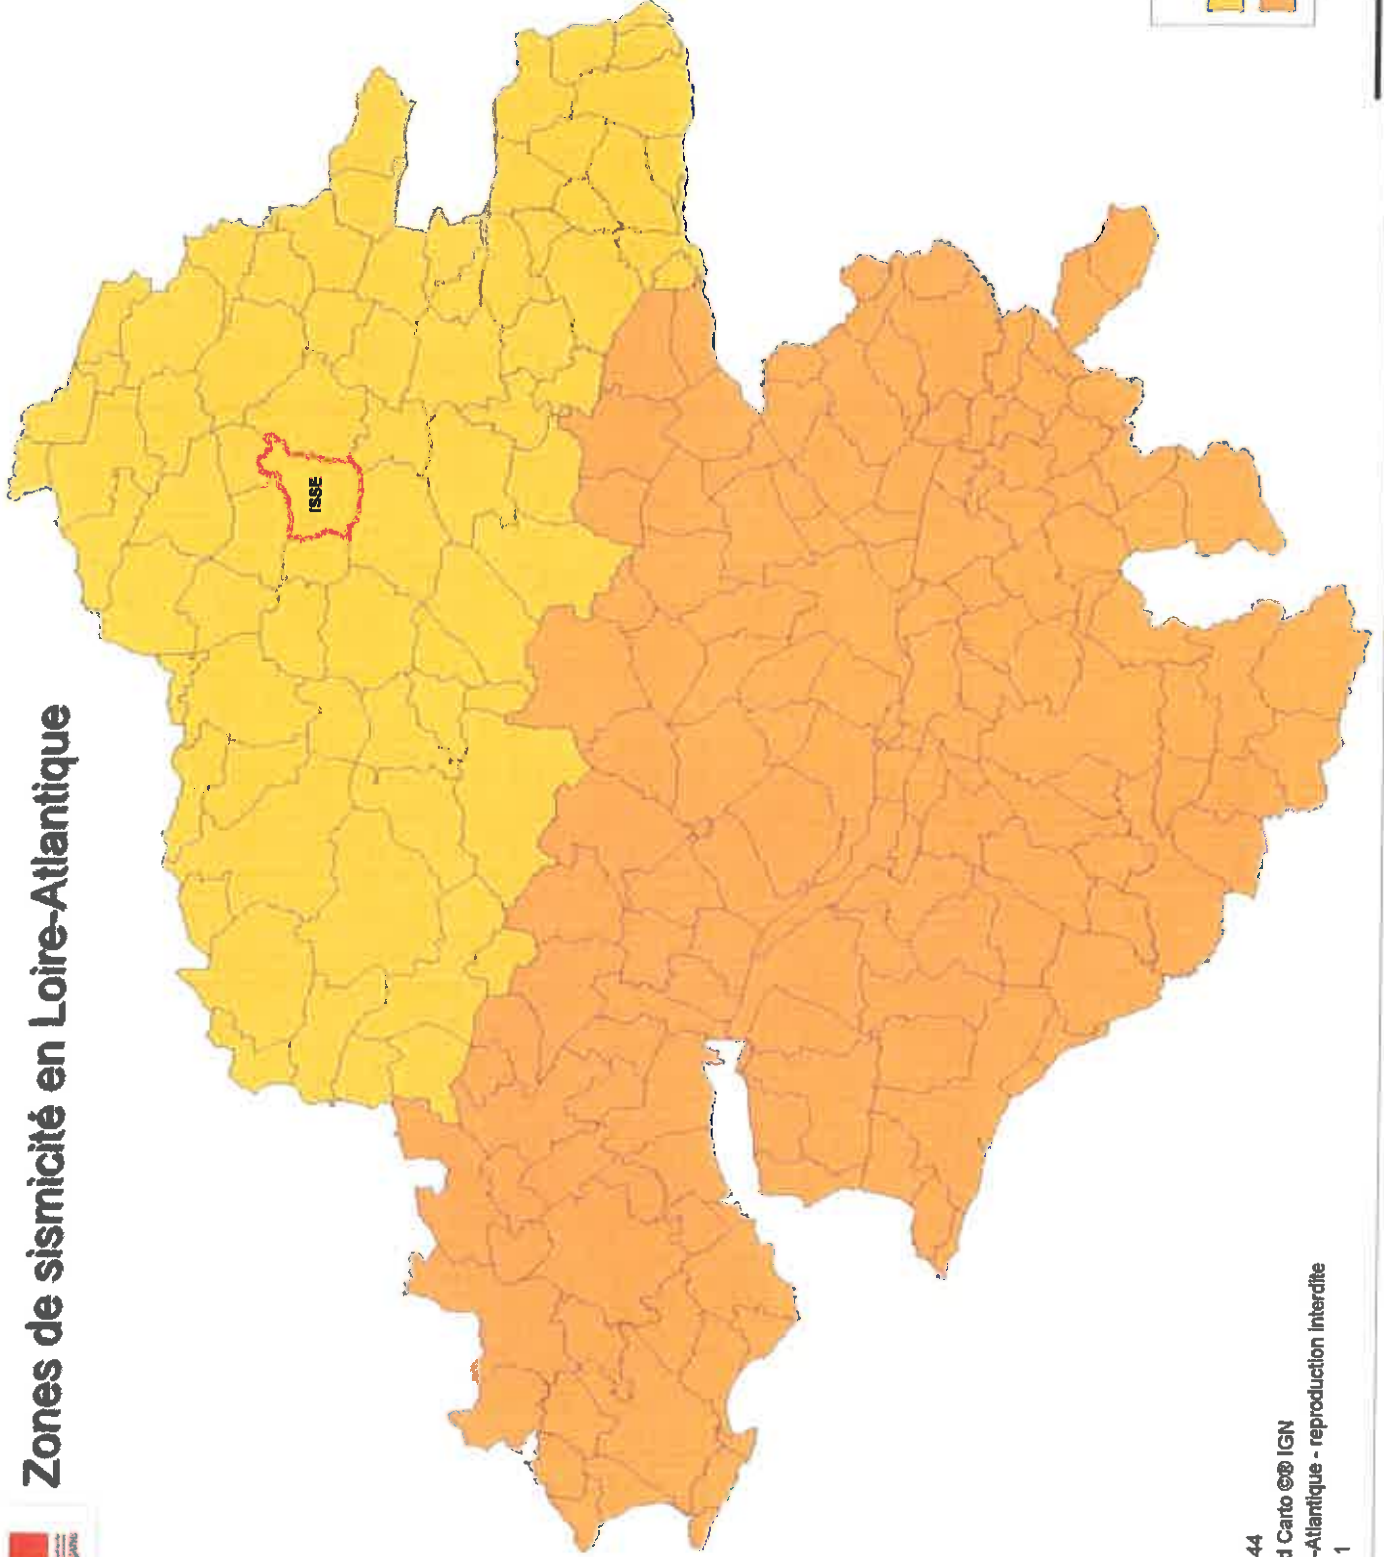 Zones de sismicité en Loire-Atlantique
ISSE
44
d Carto ©® IGN
-Atlantique - reproduction interdite
1